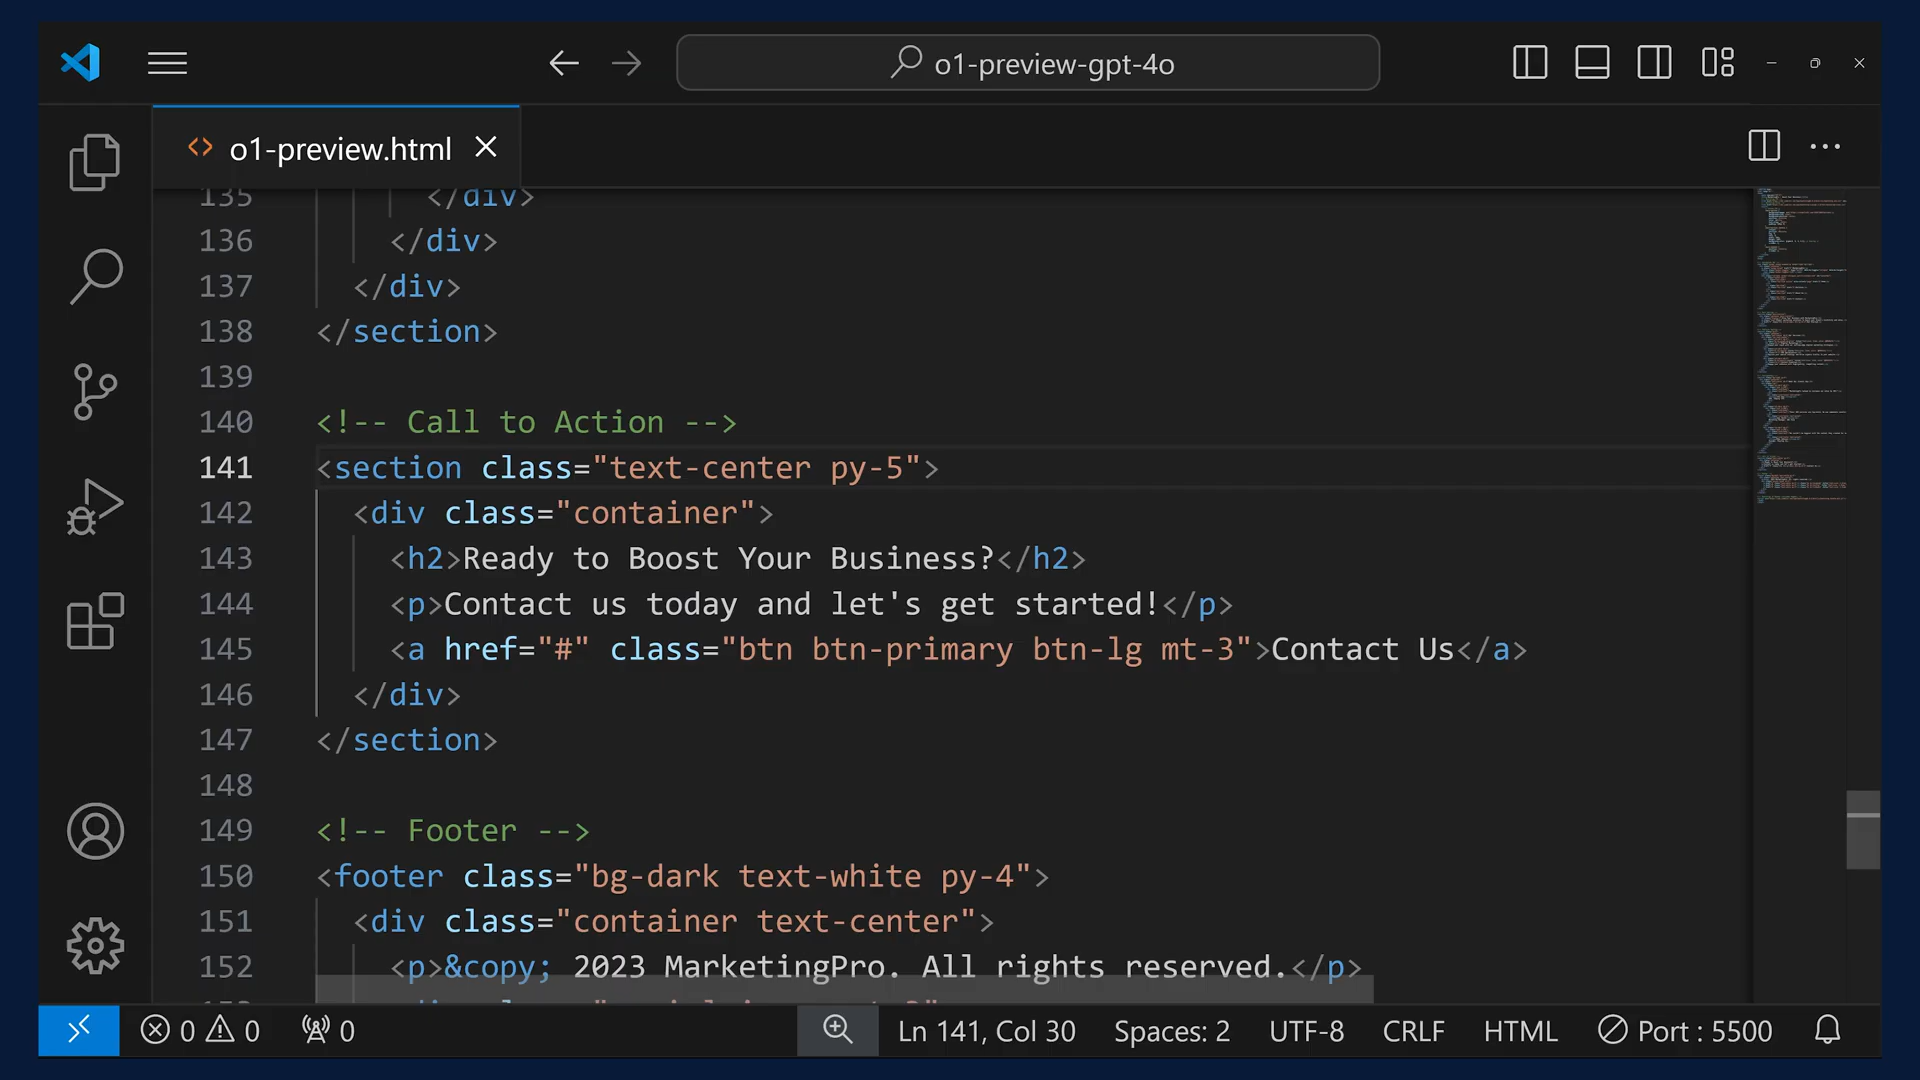 o1-preview-gpt-4o
o1-preview.html
135 </div>
136 </div>
137 </div>
138 </section>
139
140 <!-- Call to Action -->
141 <section class="text-center py-5">
142 <div class="container">
143 <h2>Ready to Boost Your Business?</h2>
144 <p>Contact us today and let's get started!</p>
145 <a href="#" class="btn btn-primary btn-lg mt-3">Contact Us</a>
146 </div>
147 </section>
148
149 <!-- Footer -->
150 <footer class="bg-dark text-white py-4">
151 <div class="container text-center">
152 <p>&copy; 2023 MarketingPro. All rights reserved.</p>
0 0 0 Ln 141, Col 30 Spaces: 2 UTF-8 CRLF HTML Port : 5500